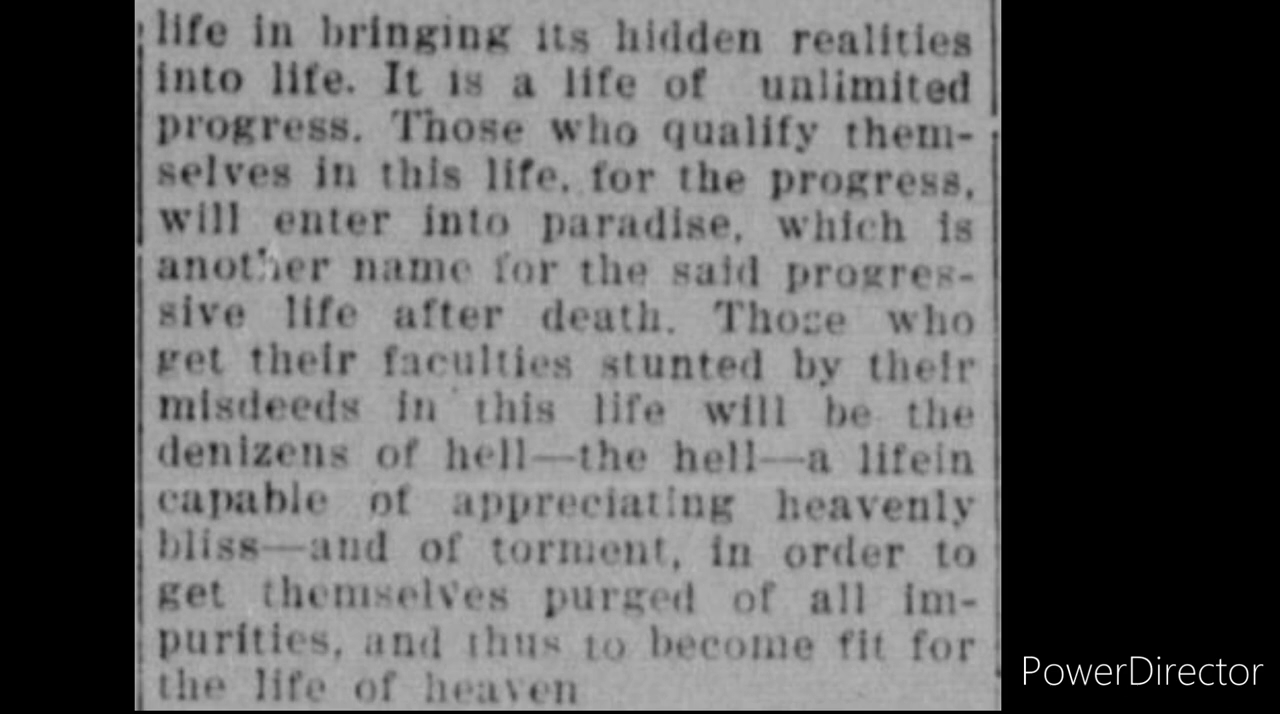 life in bringing its hidden realities
into life. It is a life of unlimited
progress. Those who qualify them-
selves in this life, for the progress,
will enter into paradise, which is
another name for the said progres-
sive life after death. Those who
get their faculties stunted by their
misdeeds in this life will be the
denizens of hell—the hell—a lifein
capable of appreciating heavenly
bliss—and of torment, in order to
get themselves purged of all im-
purities, and thus to become fit for
the life of heaven
PowerDirector